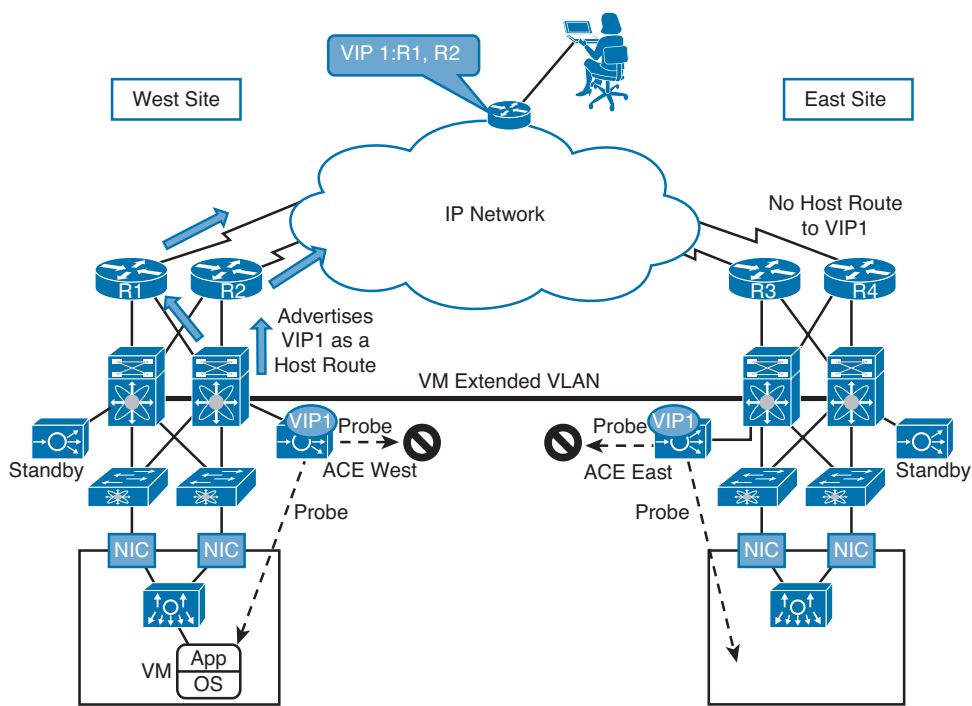 VIP 1:R1, R2
West Site
East Site
IP Network
No Host Route
to VIP1
R1
R2
R3
R4
Advertises
VIP1 as a
Host Route
VM Extended VLAN
VIP1
Probe
Probe
VIP1
Standby
ACE West
ACE East
Standby
Probe
Probe
NIC
NIC
NIC
NIC
VM
App
OS